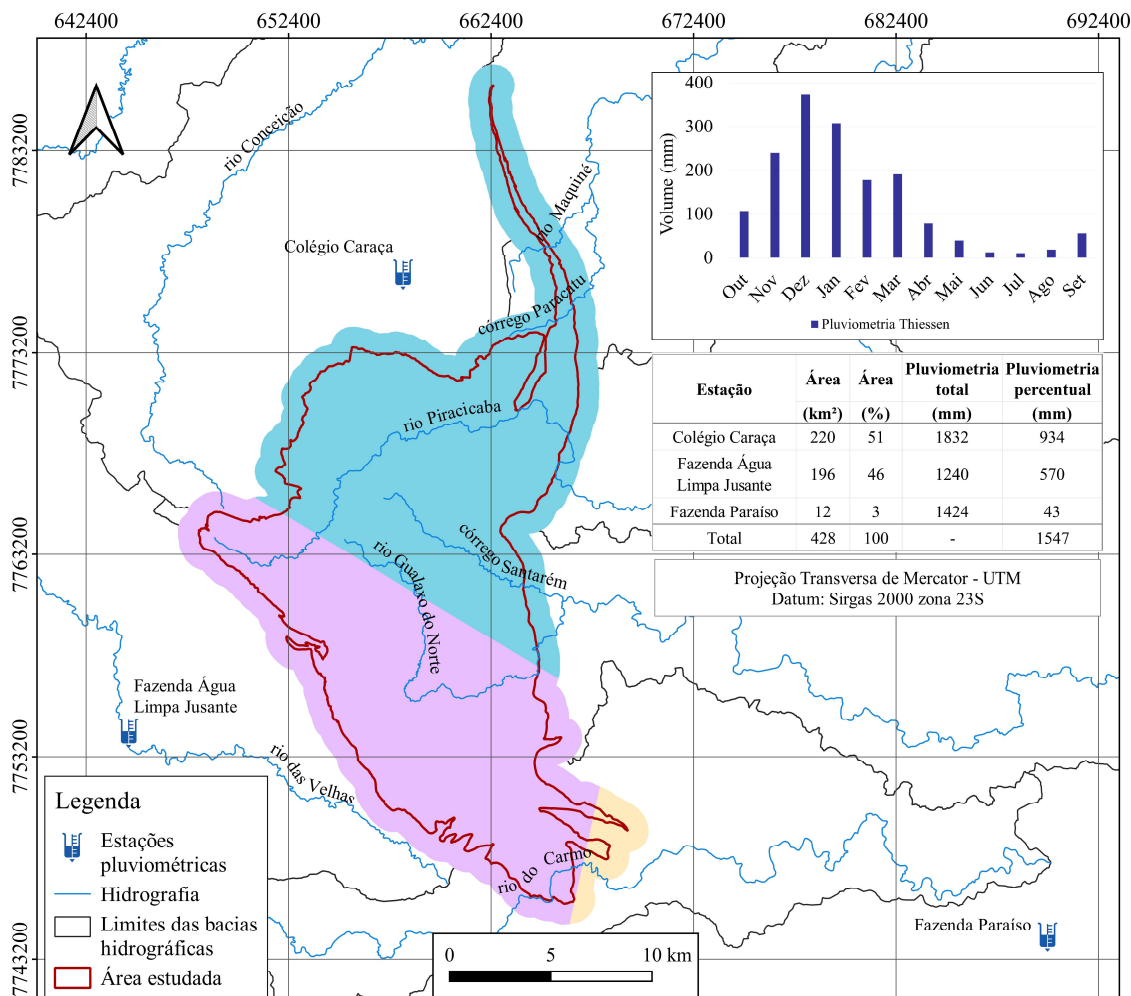 642400 652400 662400 672400 682400 692400
7783200
7773200
7763200
7753200
7743200
rio Conceição
rio Maquiné
Colégio Caraça
córrego Paracatu
rio Piracicaba
córrego Santarém
rio Gualaxo do Norte
Fazenda Água
Limpa Jusante
rio das Velhas
rio do Carmo
Fazenda Paraíso
Volume (mm)
400
300
200
100
0
Out Nov Dez Jan Fev Mar Abr Mai Jun Jul Ago Set
Pluviometria Thiessen
Estação Área Área Pluviometria Pluviometria
total percentual
(km²) (%) (mm) (mm)
Colégio Caraça 220 51 1832 934
Fazenda Água
Limpa Jusante 196 46 1240 570
Fazenda Paraíso 12 3 1424 43
Total 428 100 - 1547
Projeção Transversa de Mercator - UTM
Datum: Sirgas 2000 zona 23S
Legenda
Estações
pluviométricas
Hidrografia
Limites das bacias
hidrográficas
Área estudada
0 5 10 km